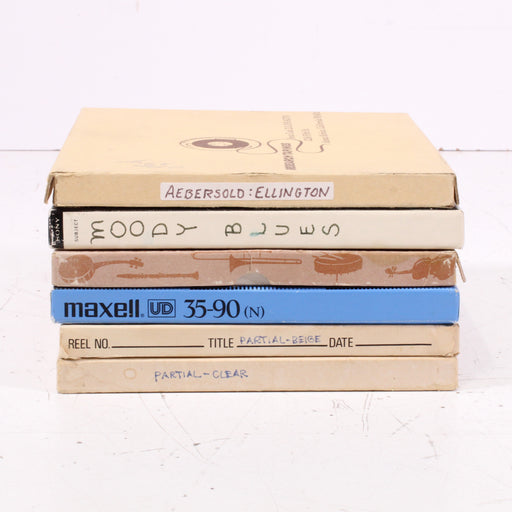 AEBERSOLD: ELLINGTON
SONY
SUBJECT
MOODY BLUES
maxell UD 35-90 (N)
REEL NO. TITLE PARTIAL-BEIGE DATE
PARTIAL-CLEAR